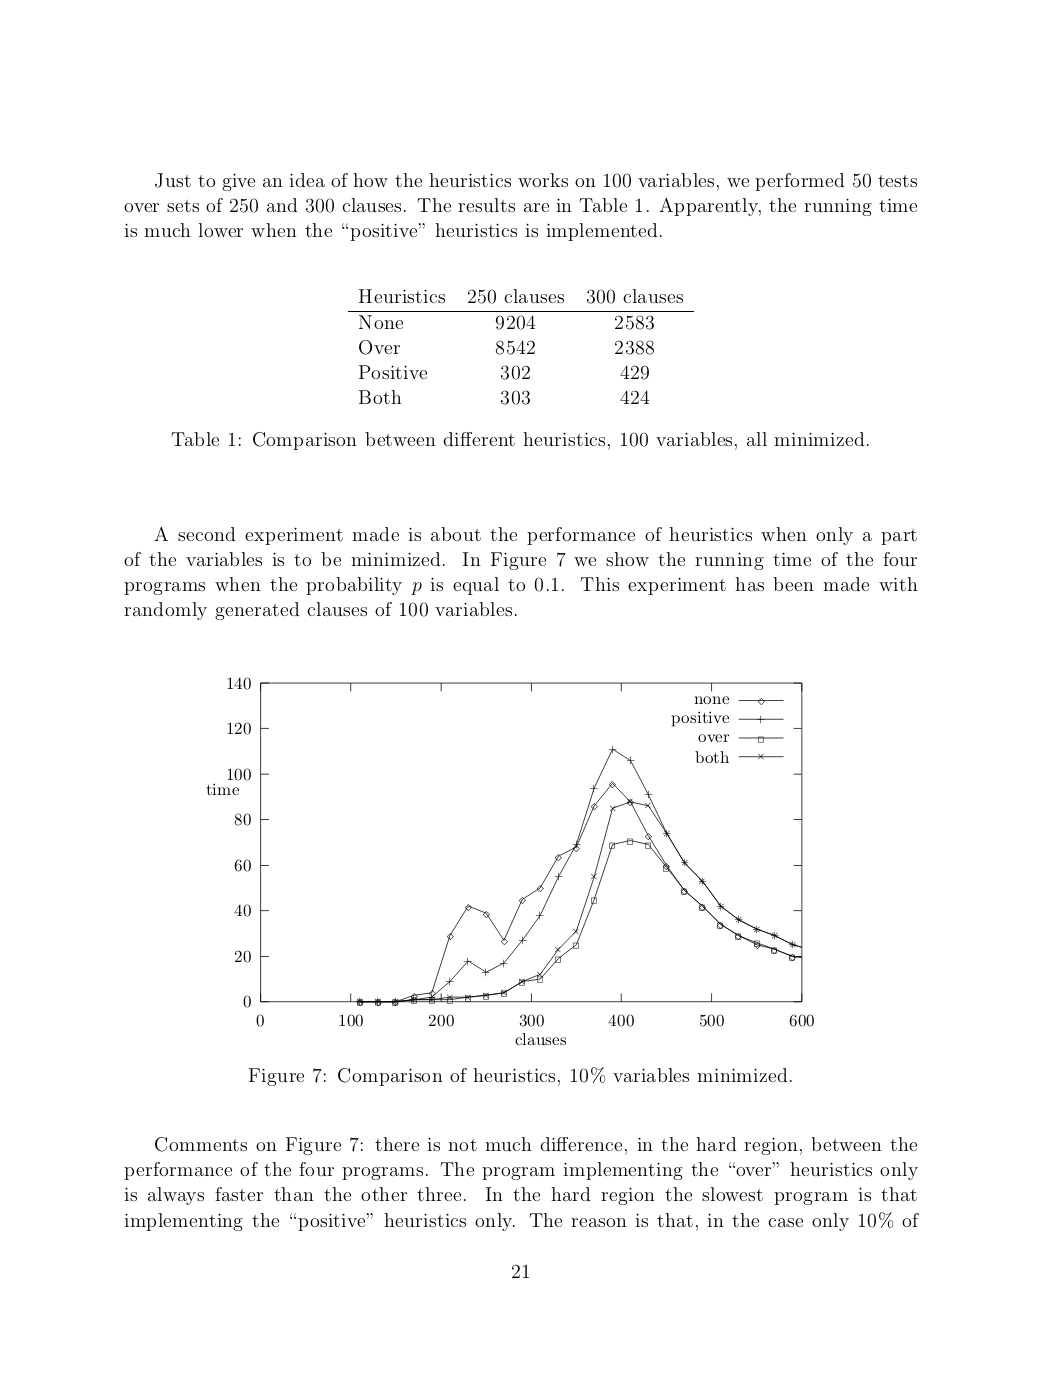 Just to give an idea of how the heuristics works on 100 variables, we performed 50 tests
over sets of 250 and 300 clauses. The results are in Table 1. Apparently, the running time
is much lower when the “positive” heuristics is implemented.
Heuristics 250 clauses 300 clauses
None 9204 2583
Over 8542 2388
Positive 302 429
Both 303 424
Table 1: Comparison between different heuristics, 100 variables, all minimized.
A second experiment made is about the performance of heuristics when only a part
of the variables is to be minimized. In Figure 7 we show the running time of the four
programs when the probability p is equal to 0.1. This experiment has been made with
randomly generated clauses of 100 variables.
140
120
100
time
80
60
40
20
0
none
positive
over
both
0 100 200 300 400 500 600
clauses
Figure 7: Comparison of heuristics, 10% variables minimized.
Comments on Figure 7: there is not much difference, in the hard region, between the
performance of the four programs. The program implementing the “over” heuristics only
is always faster than the other three. In the hard region the slowest program is that
implementing the “positive” heuristics only. The reason is that, in the case only 10% of
21